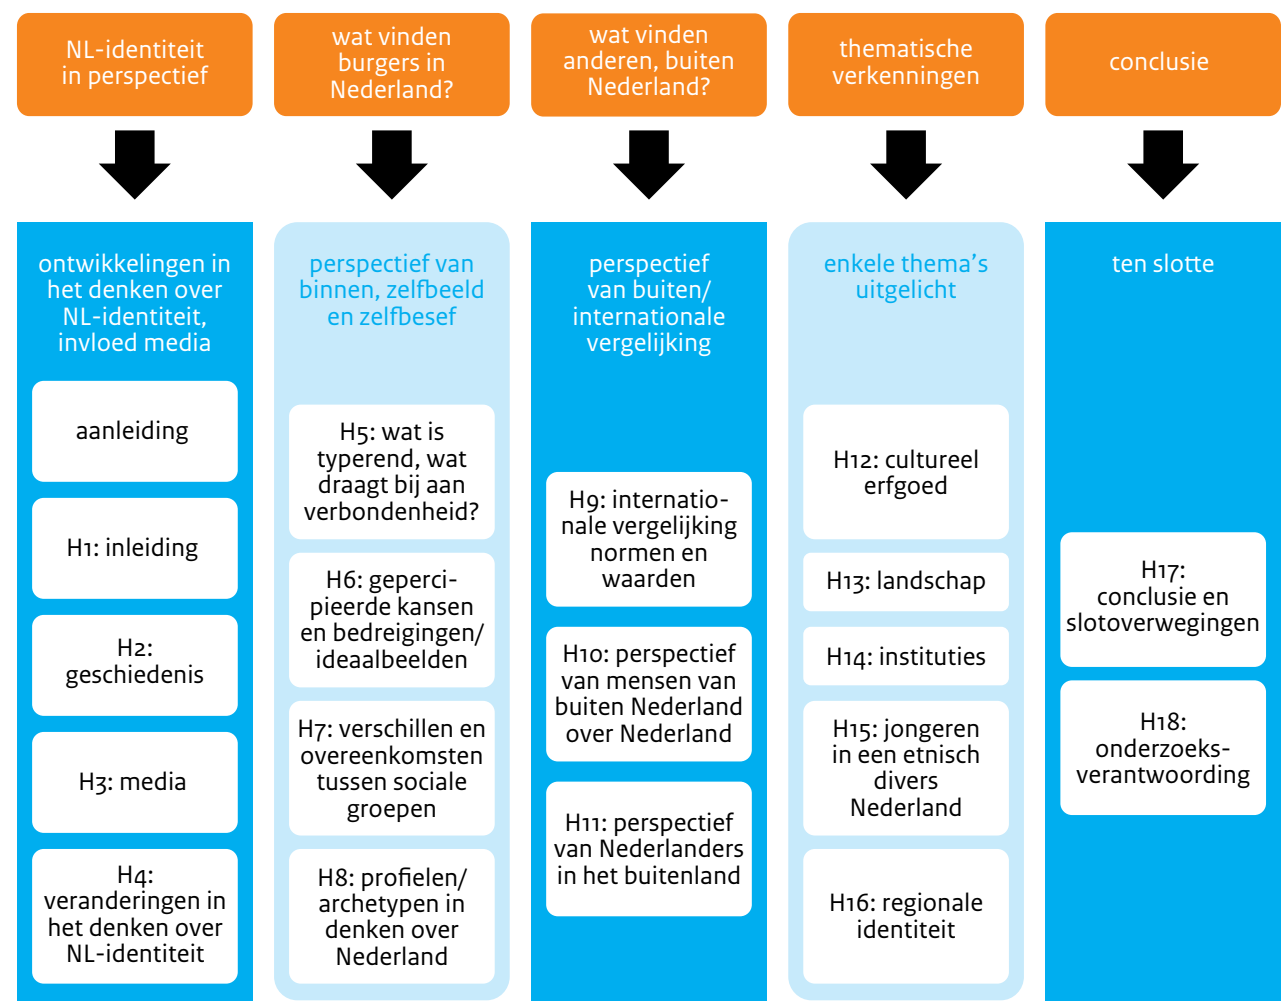 NL-identiteit
in perspectief
wat vinden
burgers in
Nederland?
wat vinden
anderen, buiten
Nederland?
thematische
verkenningen
conclusie
ontwikkelingen in
het denken over
NL-identiteit,
invloed media
aanleiding
H1: inleiding
H2:
geschiedenis
H3: media
H4:
veranderingen in
het denken over
NL-identiteit
perspectief van
binnen, zelfbeeld
en zelfbesef
H5: wat is
typerend, wat
draagt bij aan
verbondenheid?
H6: geperci-
pieerde kansen
en bedreigingen/
ideaalbeelden
H7: verschillen en
overeenkomsten
tussen sociale
groepen
H8: profielen/
archetypen in
denken over
Nederland
perspectief
van buiten/
internationale
vergelijking
H9: internatio-
nale vergelijking
normen en
waarden
H10: perspectief
van mensen van
buiten Nederland
over Nederland
H11: perspectief
van Nederlanders
in het buitenland
enkele thema's
uitgelicht
H12: cultureel
erfgoed
H13: landschap
H14: instituties
H15: jongeren
in een etnisch
divers
Nederland
H16: regionale
identiteit
ten slotte
H17:
conclusie en
slotoverwegingen
H18:
onderzoeks-
verantwoording